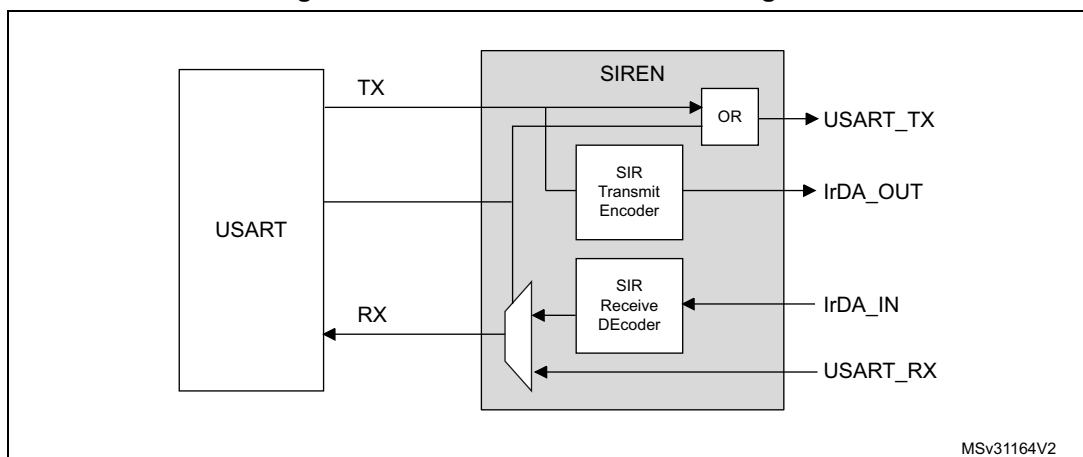 SIREN
TX
OR
USART_TX
SIR
Transmit
Encoder
IrDA_OUT
USART
SIR
Receive
DEcoder
IrDA_IN
RX
USART_RX
MSv31164V2